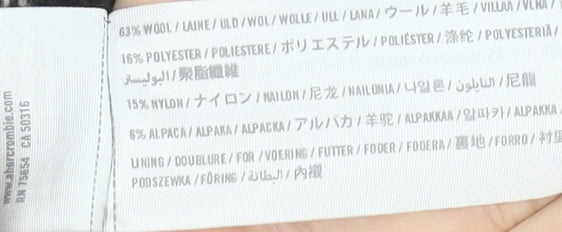 www.abercrombie.com
RN 75654 CA 50316
63% WOOL / LAINE / ULD / WOL / WOLLE / ULL / LANA / ウール / 羊毛 / VILLAA / VLNA /
16% POLYESTER / POLIESTERE / ポリエステル / POLIÉSTER / 涤纶 / POLYESTERIÄ /
البوليستر / 聚脂纖維
15% NYLON / ナイロン / NAILON / 尼龙 / NAILONIA / 나일론 / النايلون / 尼龍
6% ALPACA / ALPAKA / ALPACKA / アルパカ / 羊驼 / ALPAKKAA / 알파카 / ALPAKKA
LINING / DOUBLURE / FOR / VOERING / FUTTER / FODER / FODERA / 裏地 / FORRO / 衬里
PODSZEWKA / FÔRING / البطانة / 內襯